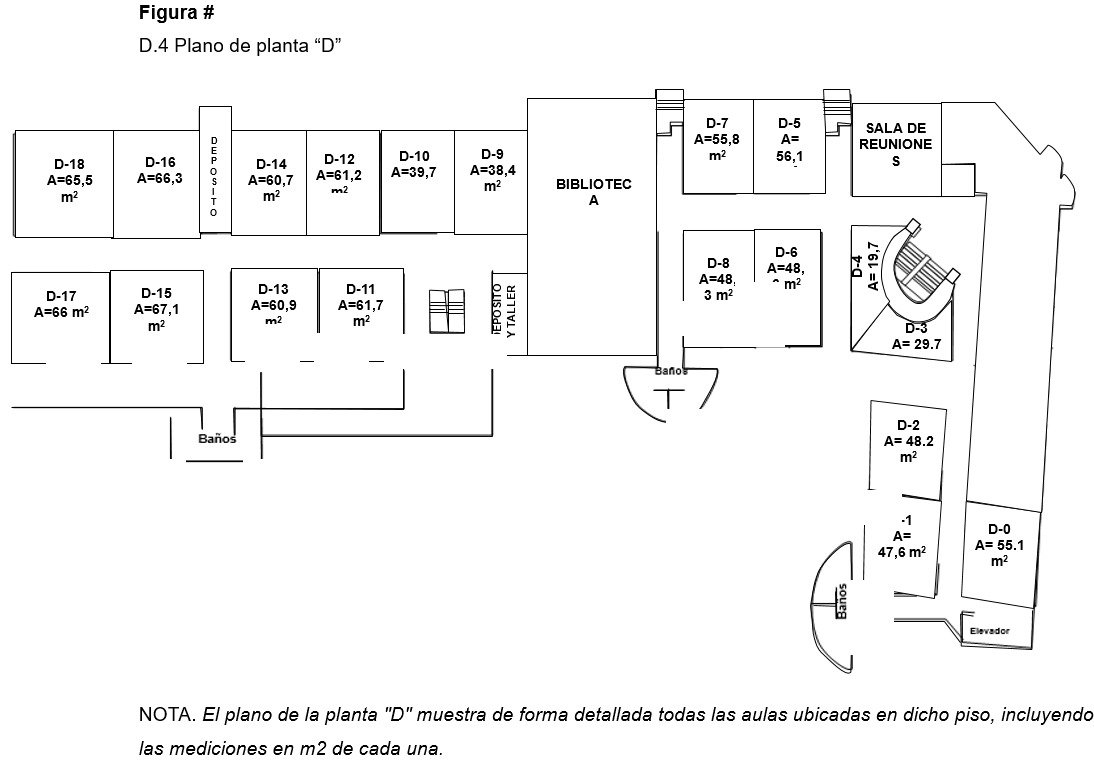 Figura #
D.4 Plano de planta “D”
D-18
A=65,5
m²
D-16
A=66,3
DEPOSITO
D-14
A=60,7
m²
D-12
A=61,2
m²
D-10
A=39,7
D-9
A=38,4
m²
BIBLIOTEC
A
D-7
A=55,8
m²
D-5
A=
56,1
SALA DE
REUNIONE
S
D-17
A=66 m²
D-15
A=67,1
m²
D-13
A=60,9
m²
D-11
A=61,7
m²
EPOSITO
Y TALLER
D-8
A=48,
3 m²
D-6
A=48,
m²
D-4
A= 19,7
D-3
A= 29.7
Baños
Baños
D-2
A= 48.2
m²
-1
A=
47,6 m²
D-0
A= 55.1
m²
Baños
Elevador
NOTA. El plano de la planta "D" muestra de forma detallada todas las aulas ubicadas en dicho piso, incluyendo
las mediciones en m2 de cada una.